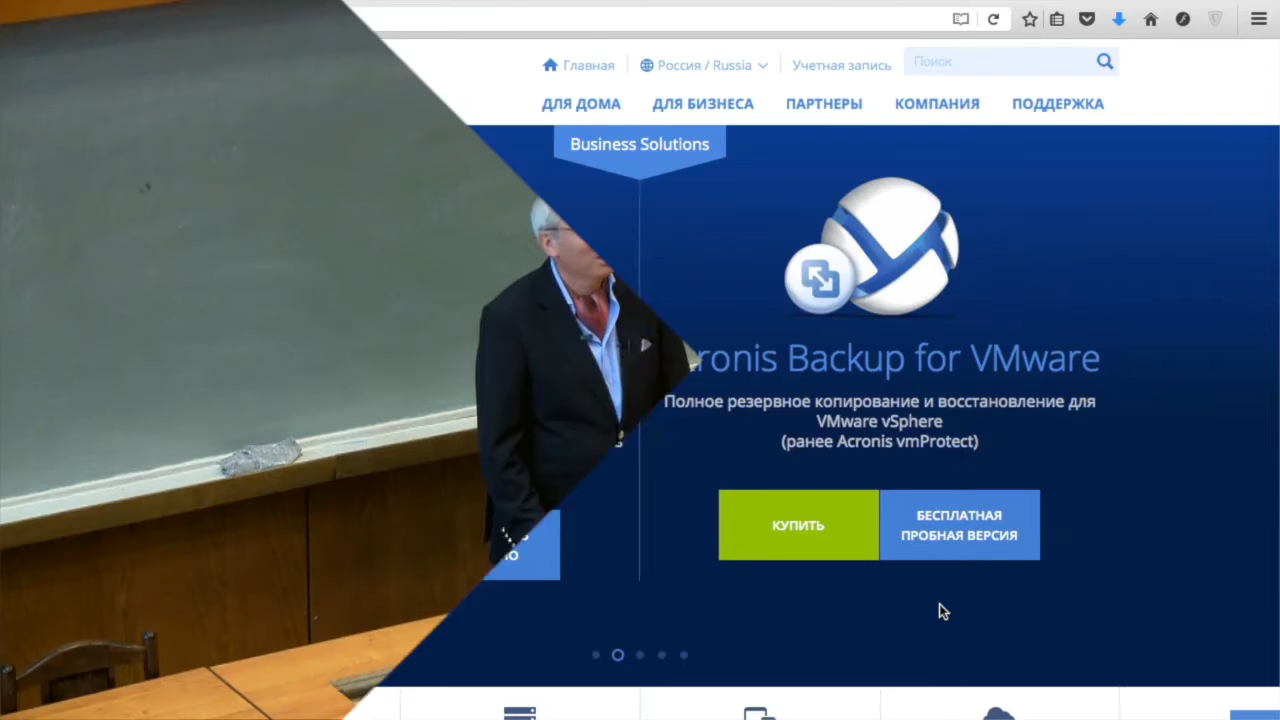 Главная
Россия / Russia
Учетная запись
Поиск
ДЛЯ ДОМА
ДЛЯ БИЗНЕСА
ПАРТНЕРЫ
КОМПАНИЯ
ПОДДЕРЖКА
Business Solutions
ronis Backup for VMware
Полное резервное копирование и восстановление для
VMware vSphere
(ранее Acronis vmProtect)
КУПИТЬ
БЕСПЛАТНАЯ
ПРОБНАЯ ВЕРСИЯ